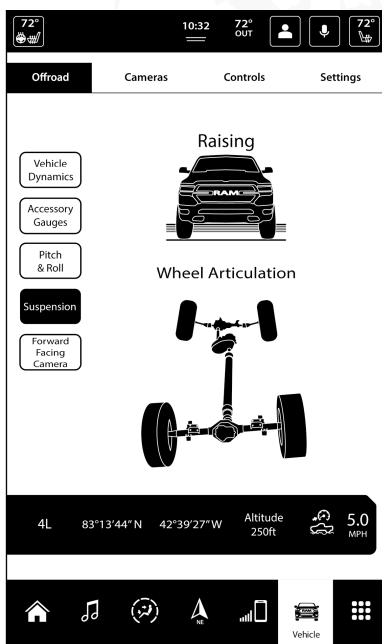 72°
10:32
72°
OUT
72°
Offroad
Cameras
Controls
Settings
Raising
RAM
Vehicle
Dynamics
Accessory
Gauges
Pitch
& Roll
Suspension
Forward
Facing
Camera
Wheel Articulation
4L
83°13’44’’ N
42°39’27’’ W
Altitude
250ft
5.0
MPH
NE
Vehicle